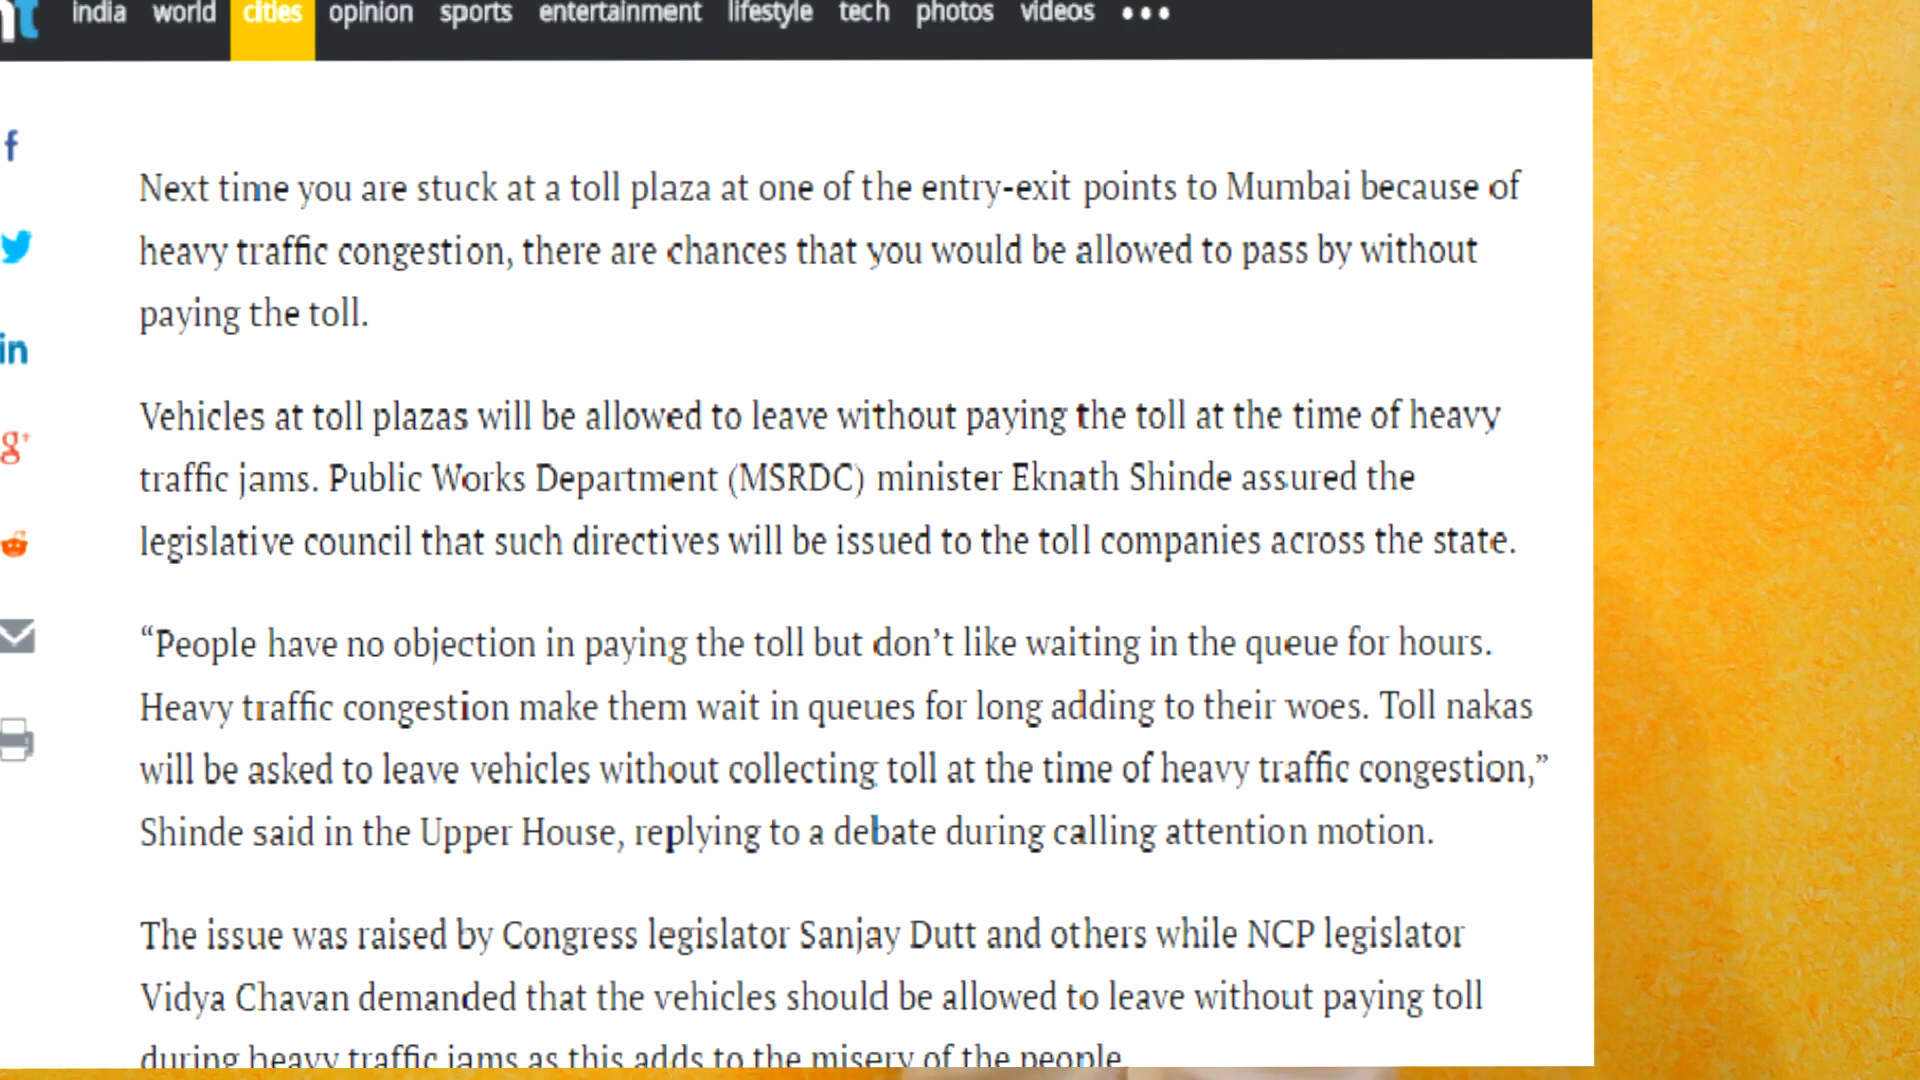 india world cities opinion sports entertainment lifestyle tech photos videos
Next time you are stuck at a toll plaza at one of the entry-exit points to Mumbai because of
heavy traffic congestion, there are chances that you would be allowed to pass by without
paying the toll.
Vehicles at toll plazas will be allowed to leave without paying the toll at the time of heavy
traffic jams. Public Works Department (MSRDC) minister Eknath Shinde assured the
legislative council that such directives will be issued to the toll companies across the state.
“People have no objection in paying the toll but don’t like waiting in the queue for hours.
Heavy traffic congestion make them wait in queues for long adding to their woes. Toll nakas
will be asked to leave vehicles without collecting toll at the time of heavy traffic congestion,”
Shinde said in the Upper House, replying to a debate during calling attention motion.
The issue was raised by Congress legislator Sanjay Dutt and others while NCP legislator
Vidya Chavan demanded that the vehicles should be allowed to leave without paying toll
during heavy traffic jams as this adds to the misery of the people